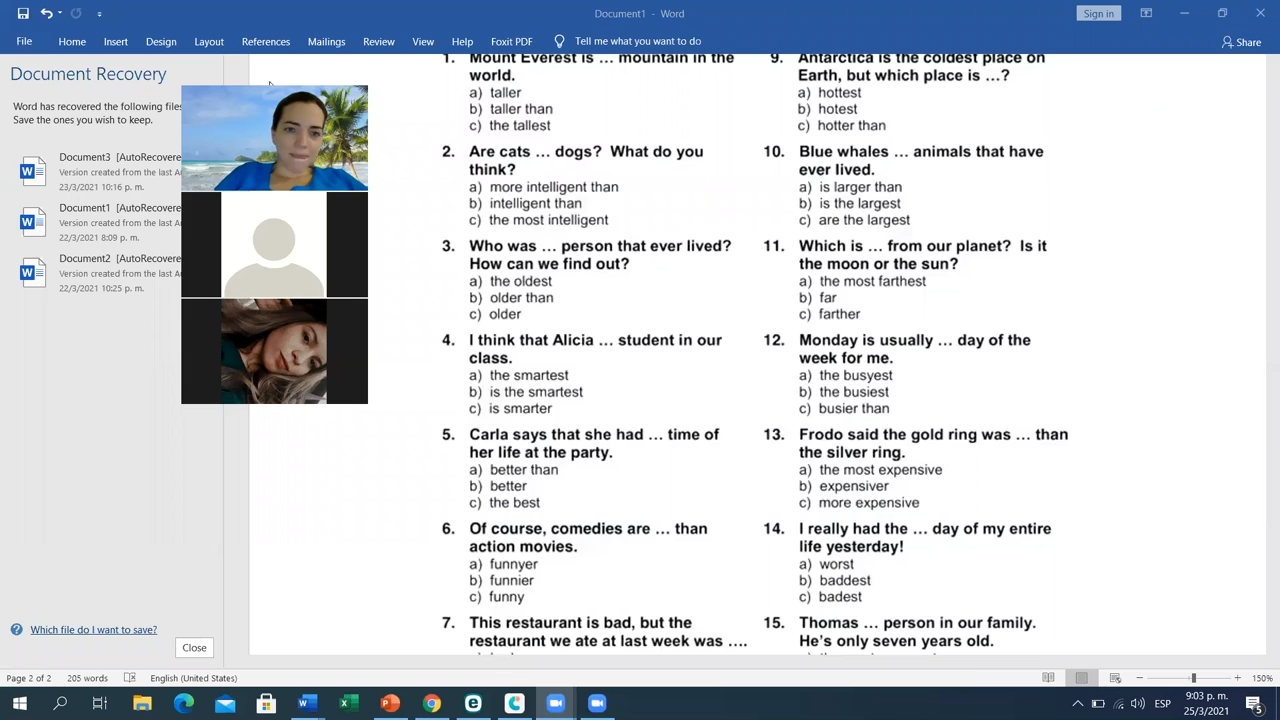 Document1 - Word
Sign in
File Home Insert Design Layout References Mailings Review View Help Foxit PDF Tell me what you want to do
Share
Document Recovery
Word has recovered the following files
Save the ones you wish to keep.
Document3 [AutoRecovere
Version created from the last A
23/3/2021 10:16 p. m.
Document1 [AutoRecovere
Version created from the last A
22/3/2021 8:09 p. m.
Document2 [AutoRecovere
Version created from the last A
22/3/2021 10:25 p. m.
Which file do I want to save?
Close
1. Mount Everest is … mountain in the
world.
a) taller
b) taller than
c) the tallest
2. Are cats … dogs? What do you
think?
a) more intelligent than
b) intelligent than
c) the most intelligent
3. Who was … person that ever lived?
How can we find out?
a) the oldest
b) older than
c) older
4. I think that Alicia … student in our
class.
a) the smartest
b) is the smartest
c) is smarter
5. Carla says that she had … time of
her life at the party.
a) better than
b) better
c) the best
6. Of course, comedies are … than
action movies.
a) funnyer
b) funnier
c) funny
7. This restaurant is bad, but the
restaurant we ate at last week was ….
9. Antarctica is the coldest place on
Earth, but which place is …?
a) hottest
b) hotest
c) hotter than
10. Blue whales … animals that have
ever lived.
a) is larger than
b) is the largest
c) are the largest
11. Which is … from our planet? Is it
the moon or the sun?
a) the most farthest
b) far
c) farther
12. Monday is usually … day of the
week for me.
a) the busyest
b) the busiest
c) busier than
13. Frodo said the gold ring was … than
the silver ring.
a) the most expensive
b) expensiver
c) more expensive
14. I really had the … day of my entire
life yesterday!
a) worst
b) baddest
c) badest
15. Thomas … person in our family.
He's only seven years old.
Page 2 of 2 205 words English (United States)
150%
ESP
9:03 p. m.
25/3/2021
5